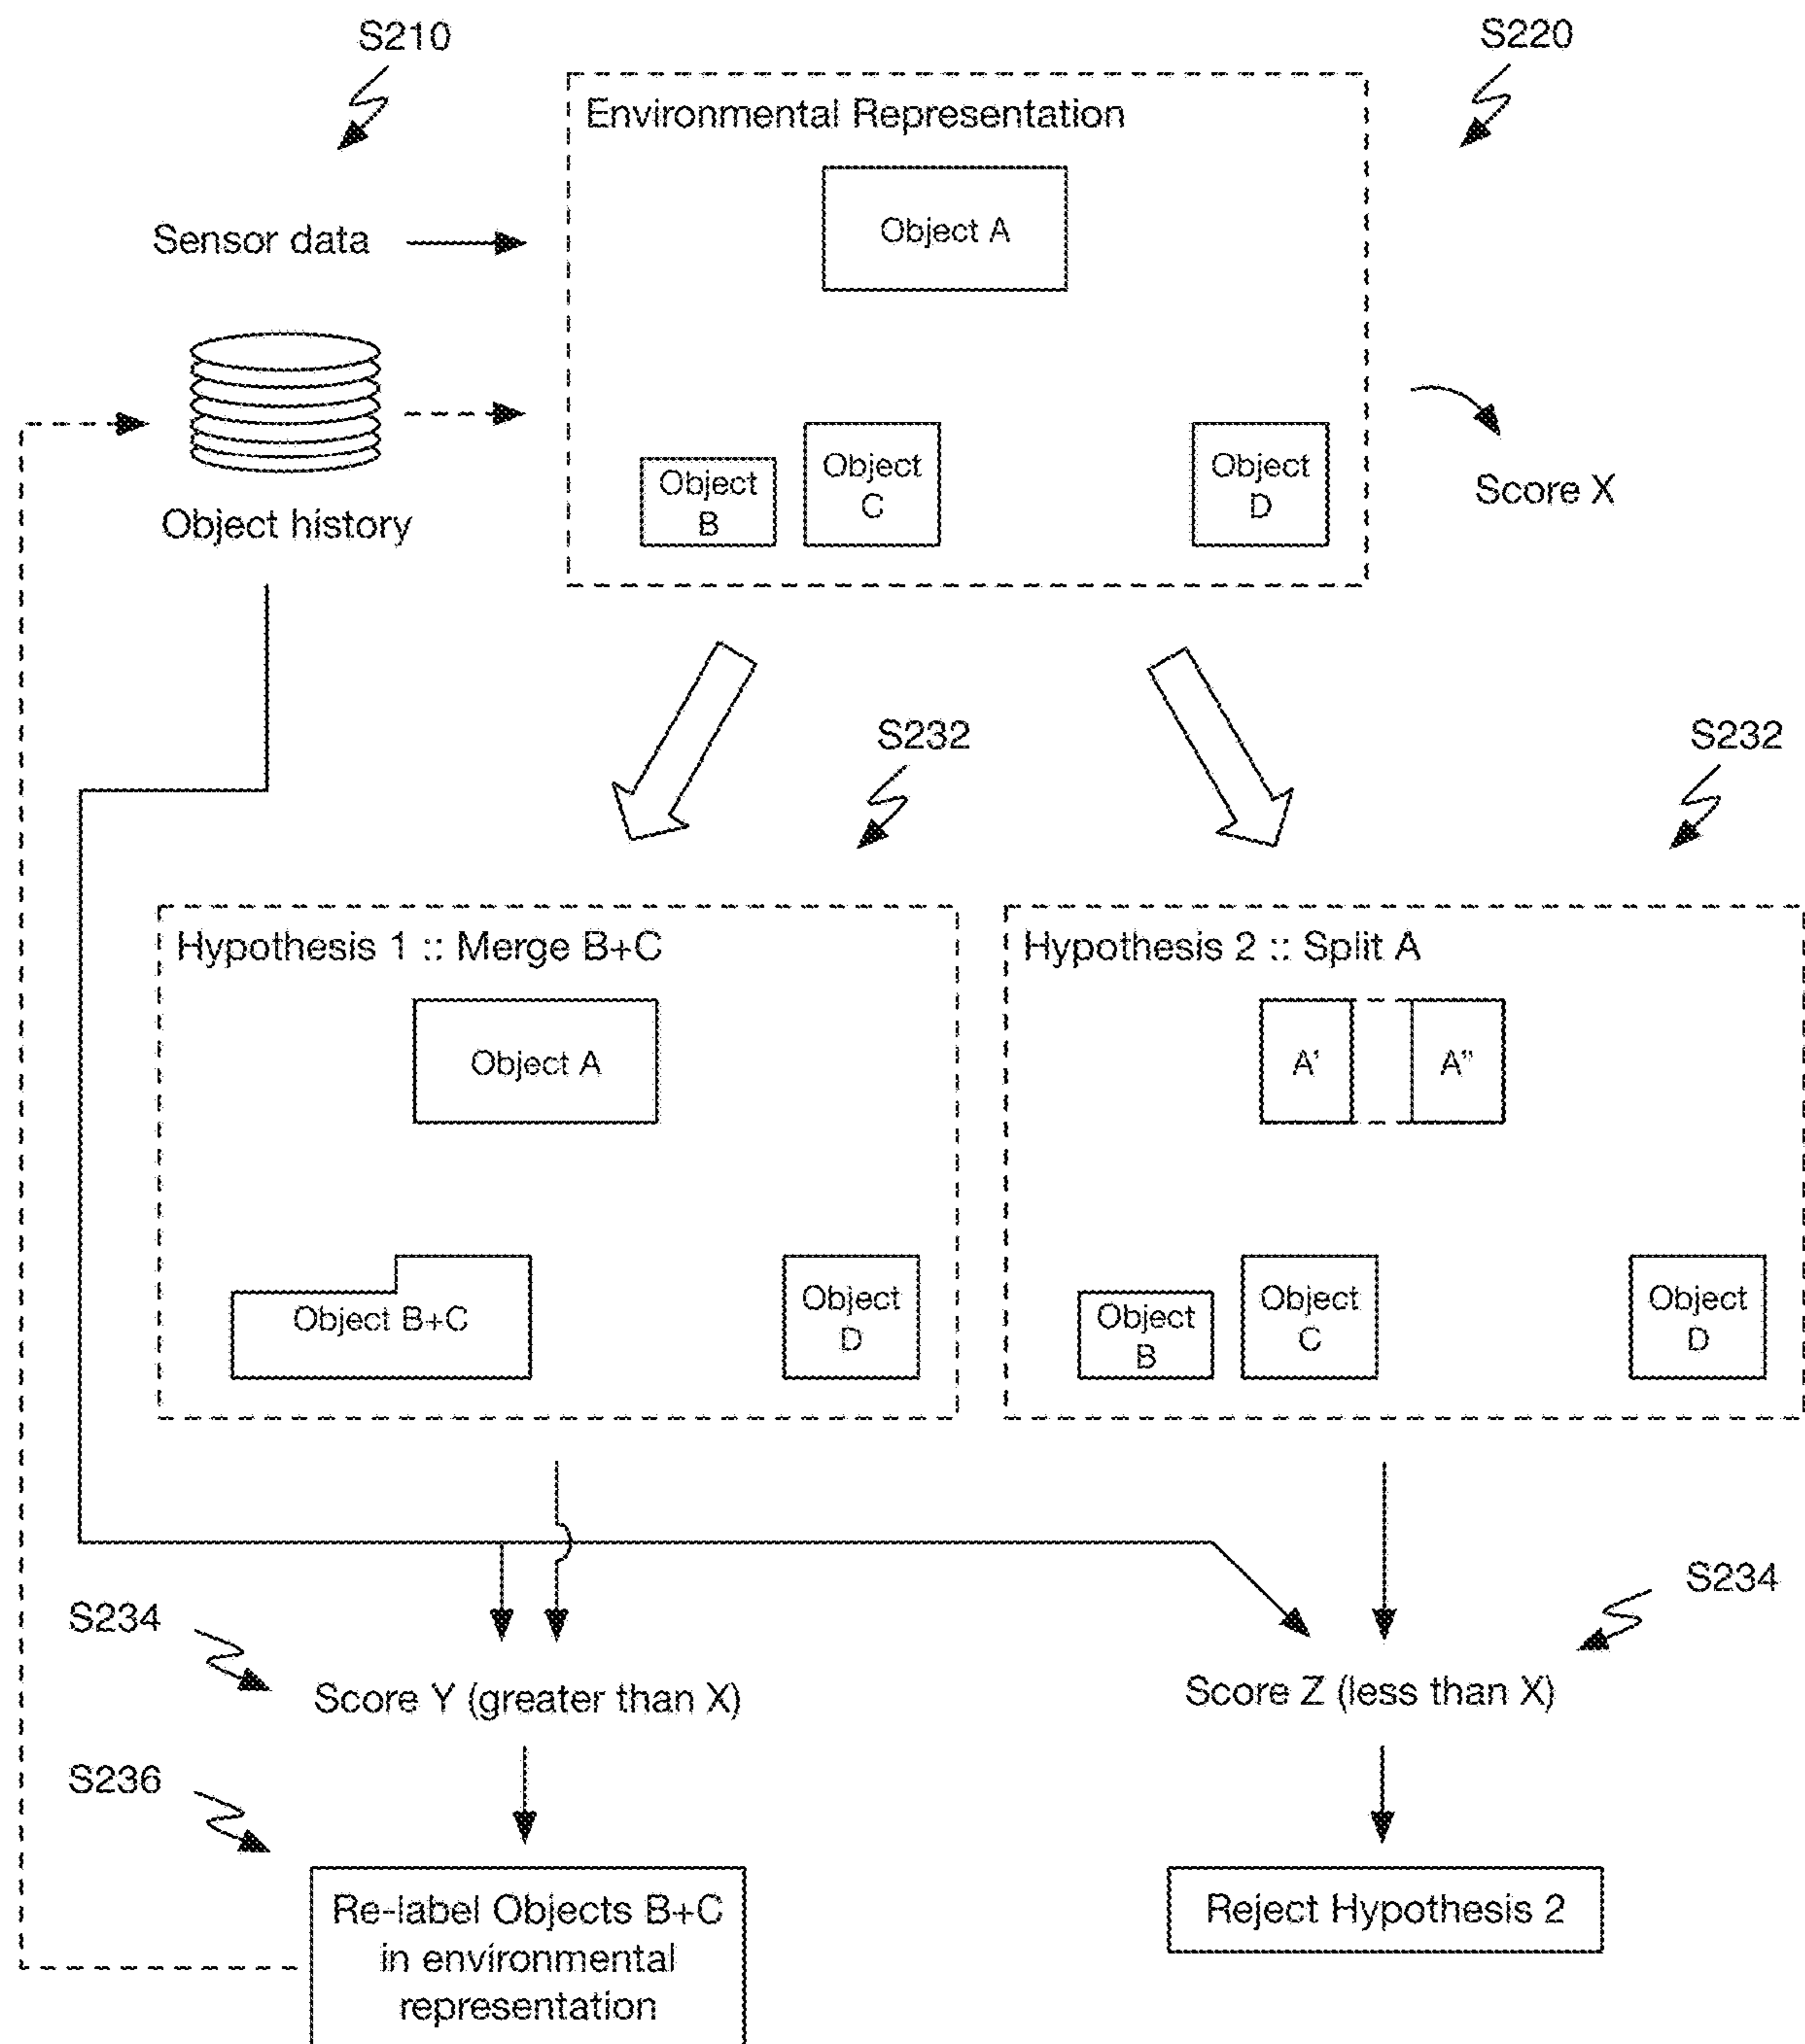 S210
S220
Environmental Representation
Object A
Sensor data
Object
B
Object
C
Object
D
Score X
Object history
S232
S232
Hypothesis 1 :: Merge B+C
Object A
Object B+C
Object
D
Hypothesis 2 :: Split A
A'
A''
Object
B
Object
C
Object
D
S234
Score Y (greater than X)
S234
Score Z (less than X)
S236
Re-label Objects B+C
in environmental
representation
Reject Hypothesis 2